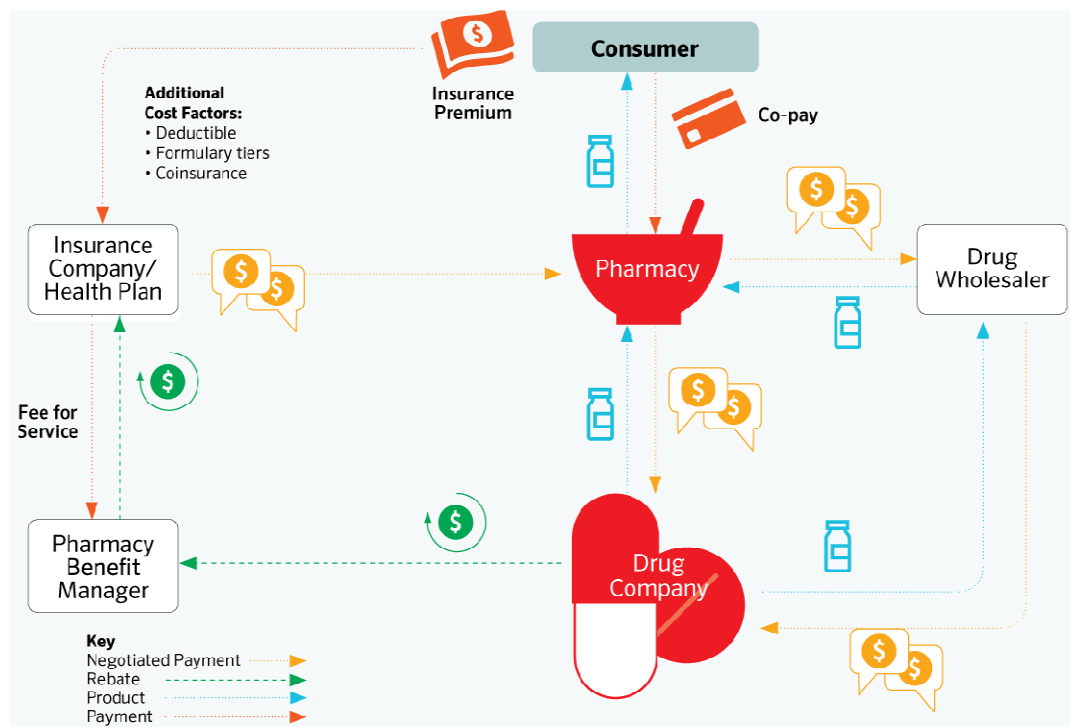 Consumer
Insurance
Premium
Co-pay
Additional
Cost Factors:
• Deductible
• Formulary tiers
• Coinsurance
$
$
$
Insurance
Company/
Health Plan
$
$
Pharmacy
Drug
Wholesaler
$
Fee for
Service
$
$
$
Pharmacy
Benefit
Manager
Drug
Company
$
$
Key
Negotiated Payment
Rebate
Product
Payment